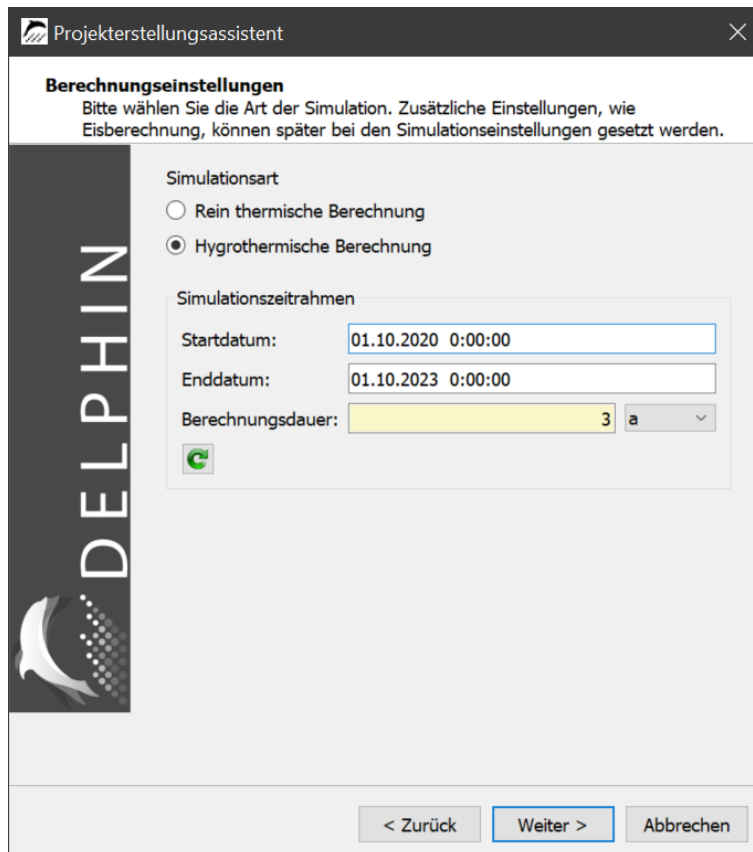 Projekterstellungsassistent
Berechnungseinstellungen
Bitte wählen Sie die Art der Simulation. Zusätzliche Einstellungen, wie
Eisberechnung, können später bei den Simulationseinstellungen gesetzt werden.
DELPHIN
Simulationsart
Rein thermische Berechnung
Hygrothermische Berechnung
Simulationszeitrahmen
Startdatum: 01.10.2020 0:00:00
Enddatum: 01.10.2023 0:00:00
Berechnungsdauer: 3 a
< Zurück Weiter > Abbrechen